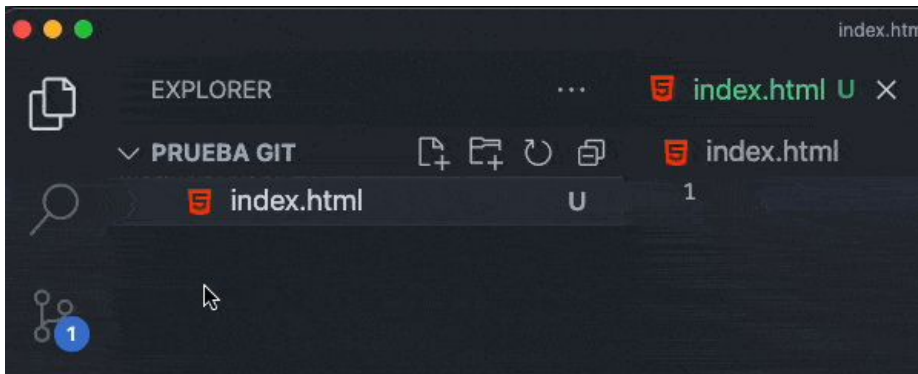 index.htm
EXPLORER ... index.html U
PRUEBA GIT index.html
index.html U 1
1